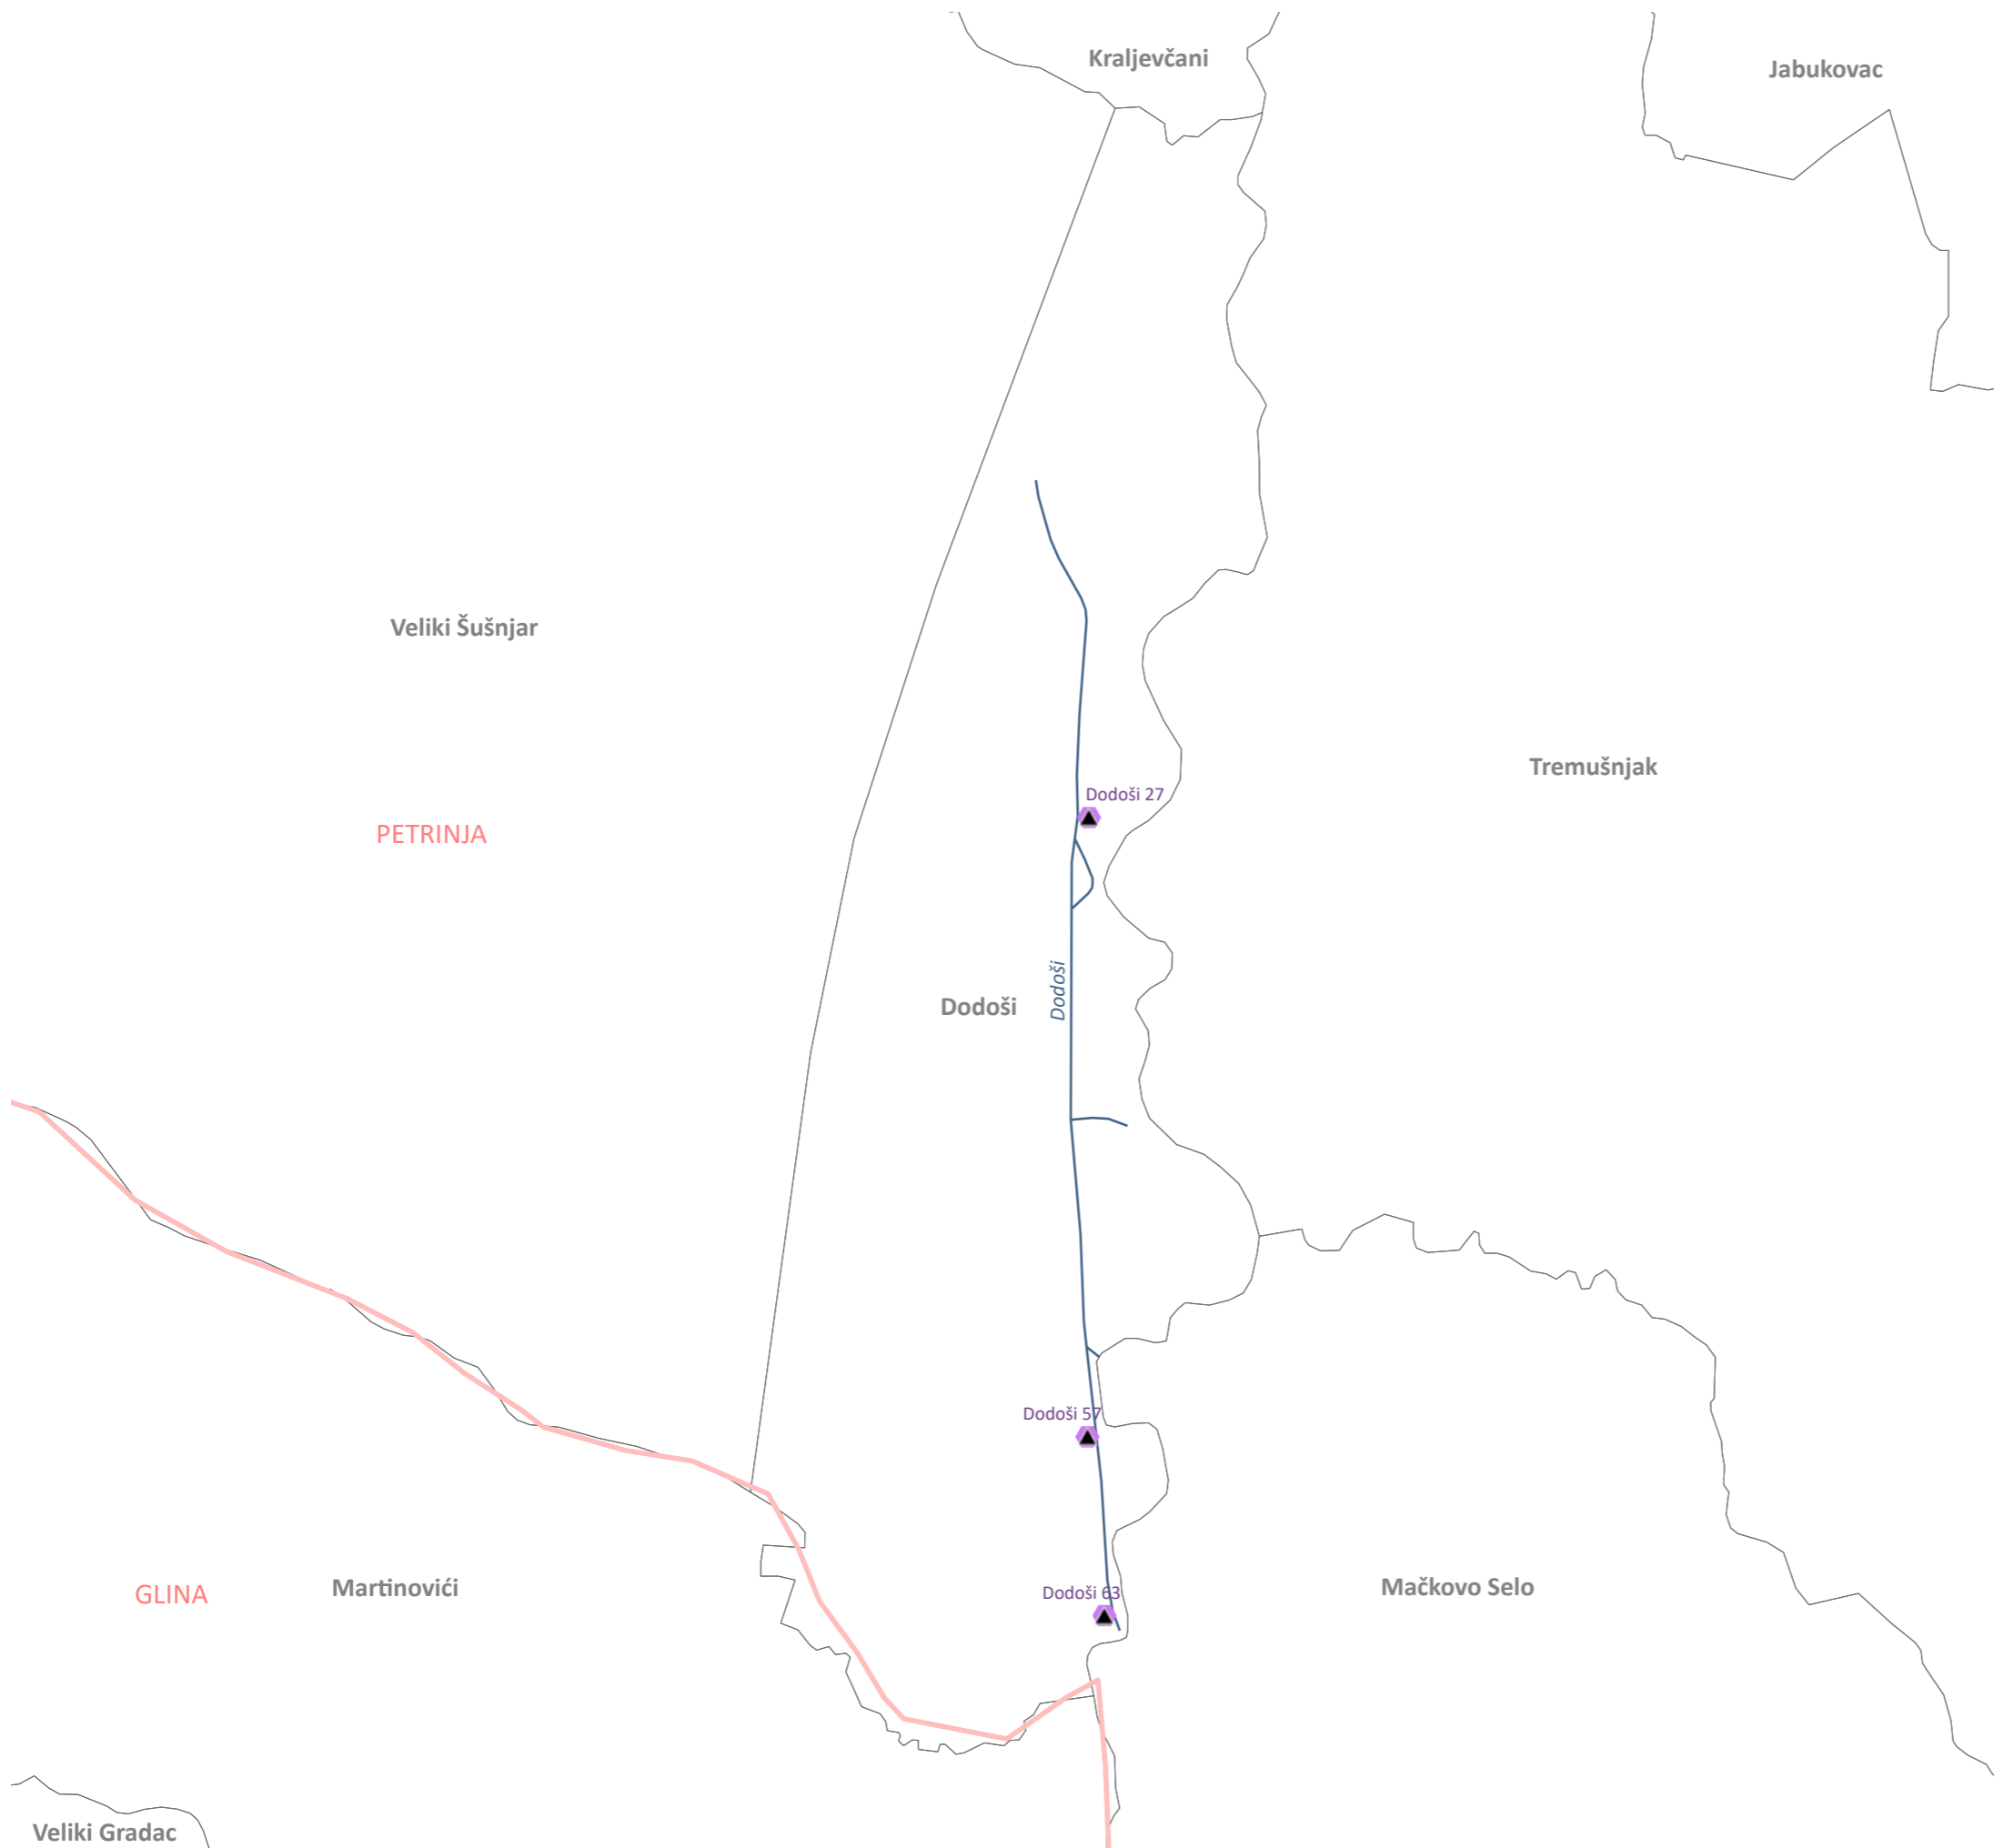 Kraljevčani
Jabukovac
Veliki Šušnjar
Tremušnjak
Dodoši 27
PETRINJA
Dodoši
Dodoši
Dodoši 57
Dodoši 63
Mačkovo Selo
Martinovići
GLINA
Veliki Gradac